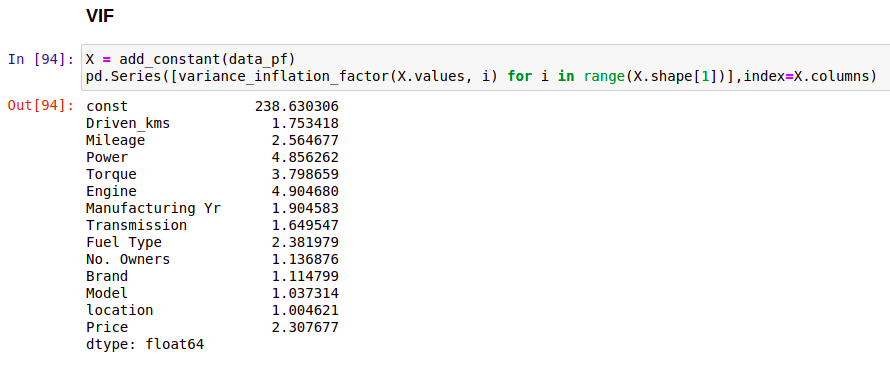 VIF
In [94]: X = add_constant(data_pf)
pd.Series([variance_inflation_factor(X.values, i) for i in range(X.shape[1])],index=X.columns)
Out[94]: const 238.630306
Driven_kms 1.753418
Mileage 2.564677
Power 4.856262
Torque 3.798659
Engine 4.904680
Manufacturing Yr 1.904583
Transmission 1.649547
Fuel Type 2.381979
No. Owners 1.136876
Brand 1.114799
Model 1.037314
location 1.004621
Price 2.307677
dtype: float64